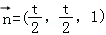 n⃗=(t/2, t/2, 1)